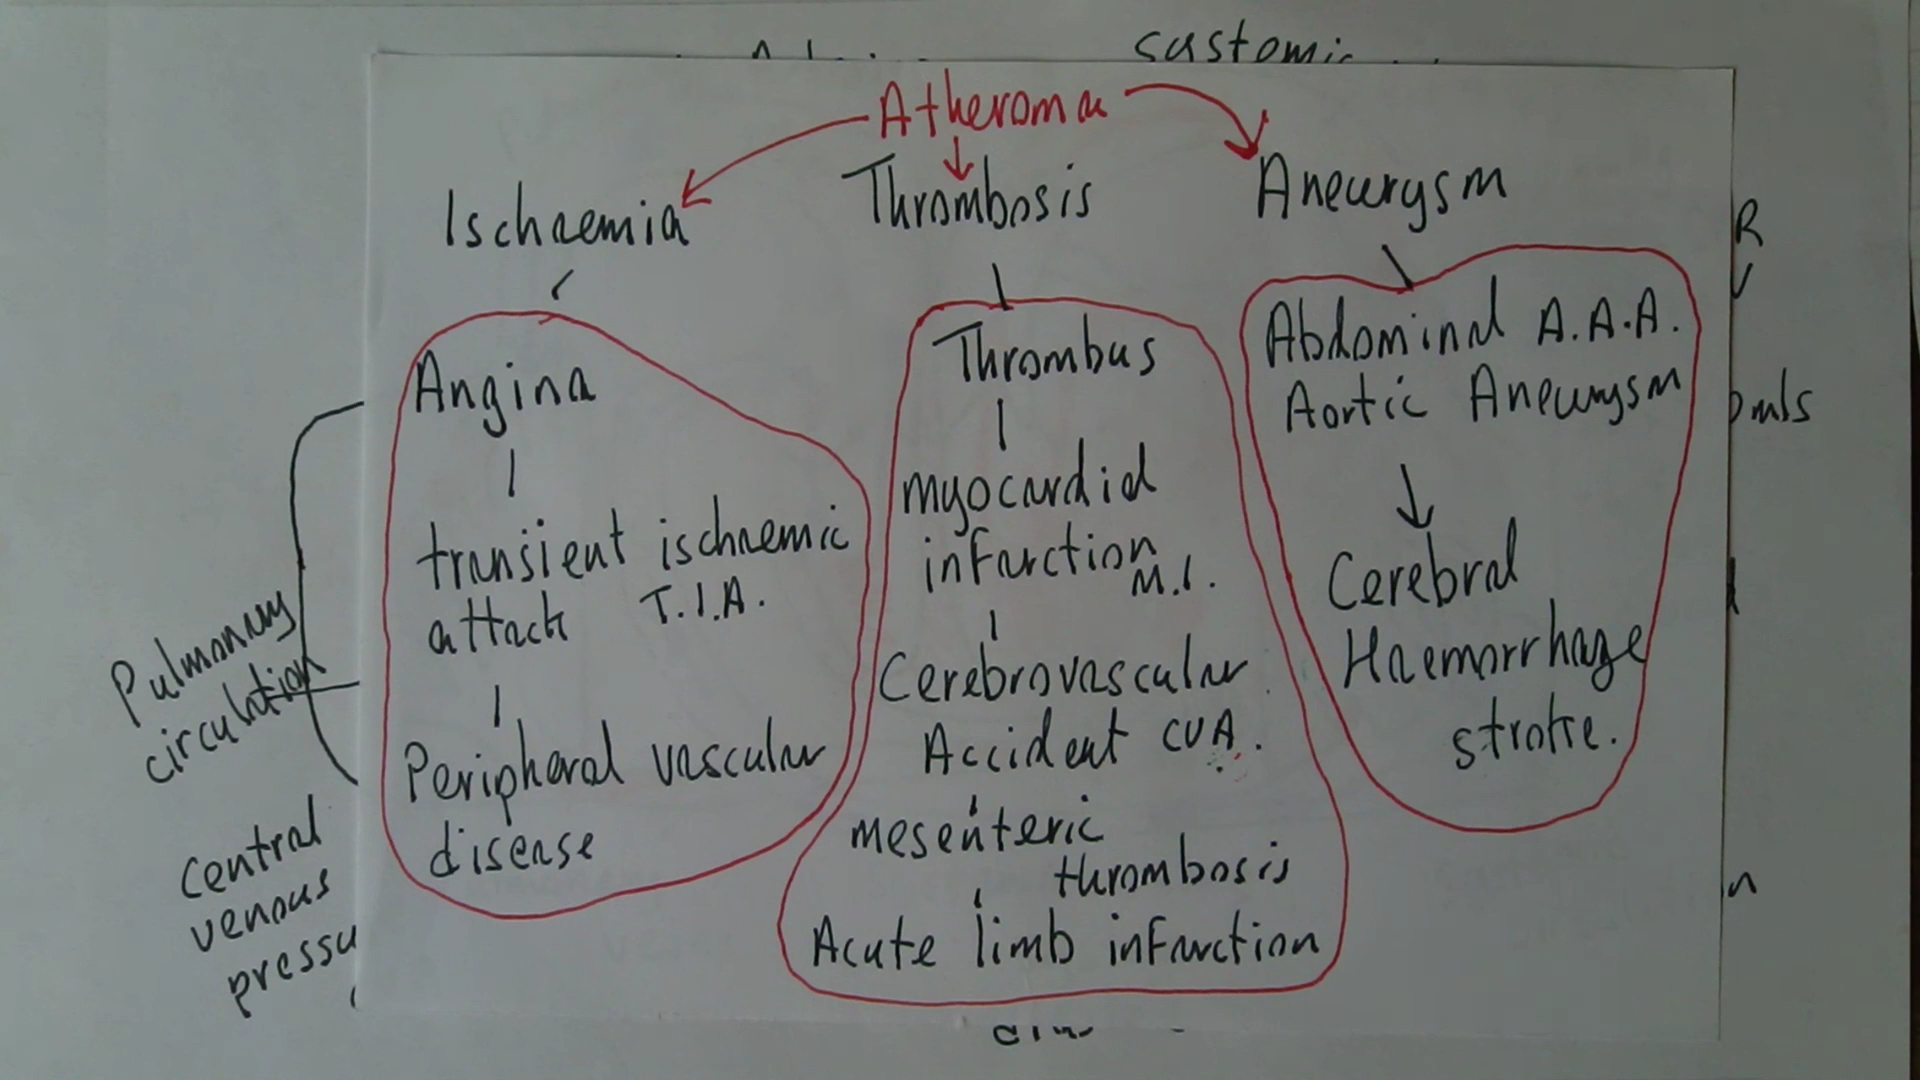 Atheroma
Ischaemia
Thrombosis
Aneurysm
Angina
transient ischaemic
attack T.I.A.
Peripheral vascular
disease
Thrombus
myocardial
infarction
M.I.
Cerebrovascular
Accident CVA.
mesenteric
thrombosis
Acute limb infarction
Abdominal A.A.A.
Aortic Aneurysm
Cerebral
Haemorrhage
stroke.
Pulmonary
circulation
Central
venous
pressu
R